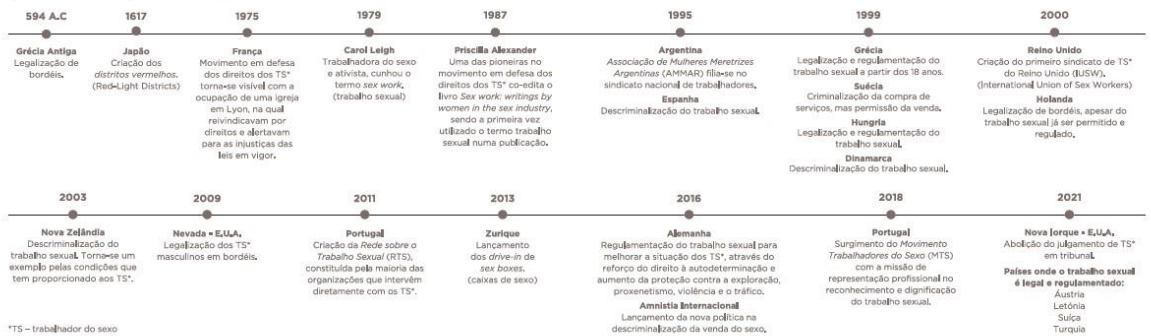 594 A.C
Grécia Antiga
Legalização de
bordéis.
1617
Japão
Criação dos
distritos vermelhos.
(Red-Light Districts)
1975
França
Movimento em defesa
dos direitos dos TS*
torna-se visível com a
ocupação de uma igreja
em Lyon, na qual
reivindicavam por
direitos e alertavam
para as injustiças das
leis em vigor.
1979
Carol Leigh
Trabalhadora do sexo
e ativista, cunhou o
termo sex work.
(trabalho sexual)
1987
Priscilla Alexander
Uma das pioneiras no
movimento em defesa dos
direitos dos TS* co-edita o
livro Sex work: writings by
women in the sex industry,
sendo a primeira vez
utilizado o termo trabalho
sexual numa publicação.
1995
Argentina
Associação de Mulheres Meretrizes
Argentinas (AMMAR) filia-se no
sindicato nacional de trabalhadores.
Espanha
Descriminalização do trabalho sexual.
1999
Grécia
Legalização e regulamentação do
trabalho sexual a partir dos 18 anos.
Suécia
Criminalização da compra de
serviços, mas permissão da venda.
Hungria
Legalização e regulamentação do
trabalho sexual.
Dinamarca
Descriminalização do trabalho sexual.
2000
Reino Unido
Criação do primeiro sindicato de TS*
do Reino Unido (IUSW).
(International Union of Sex Workers)
Holanda
Legalização de bordéis, apesar do
trabalho sexual já ser permitido e
regulado.
2003
Nova Zelândia
Descriminalização do
trabalho sexual. Torna-se um
exemplo pelas condições que
tem proporcionado aos TS*.
2009
Nevada - E.U.A.
Legalização dos TS*
masculinos em bordéis.
2011
Portugal
Criação da Rede sobre o
Trabalho Sexual (RTS),
constituída pela maioria das
organizações que intervêm
diretamente com os TS*.
2013
Zurique
Lançamento
dos drive-in de
sex boxes.
(caixas de sexo)
2016
Alemanha
Regulamentação do trabalho sexual para
melhorar a situação dos TS*, através do
reforço do direito à autodeterminação e
aumento da proteção contra a exploração,
proxenetismo, violência e o tráfico.
Amnistia Internacional
Lançamento da nova política na
descriminalização da venda do sexo.
2018
Portugal
Surgimento do Movimento
Trabalhadores do Sexo (MTS)
com a missão de
representação profissional no
reconhecimento e dignificação
do trabalho sexual.
2021
Nova Jorque - E.U.A.
Abolição do julgamento de TS*
em tribunal.
Países onde o trabalho sexual
é legal e regulamentado:
Áustria
Letónia
Suíça
Turquia
*TS – trabalhador do sexo